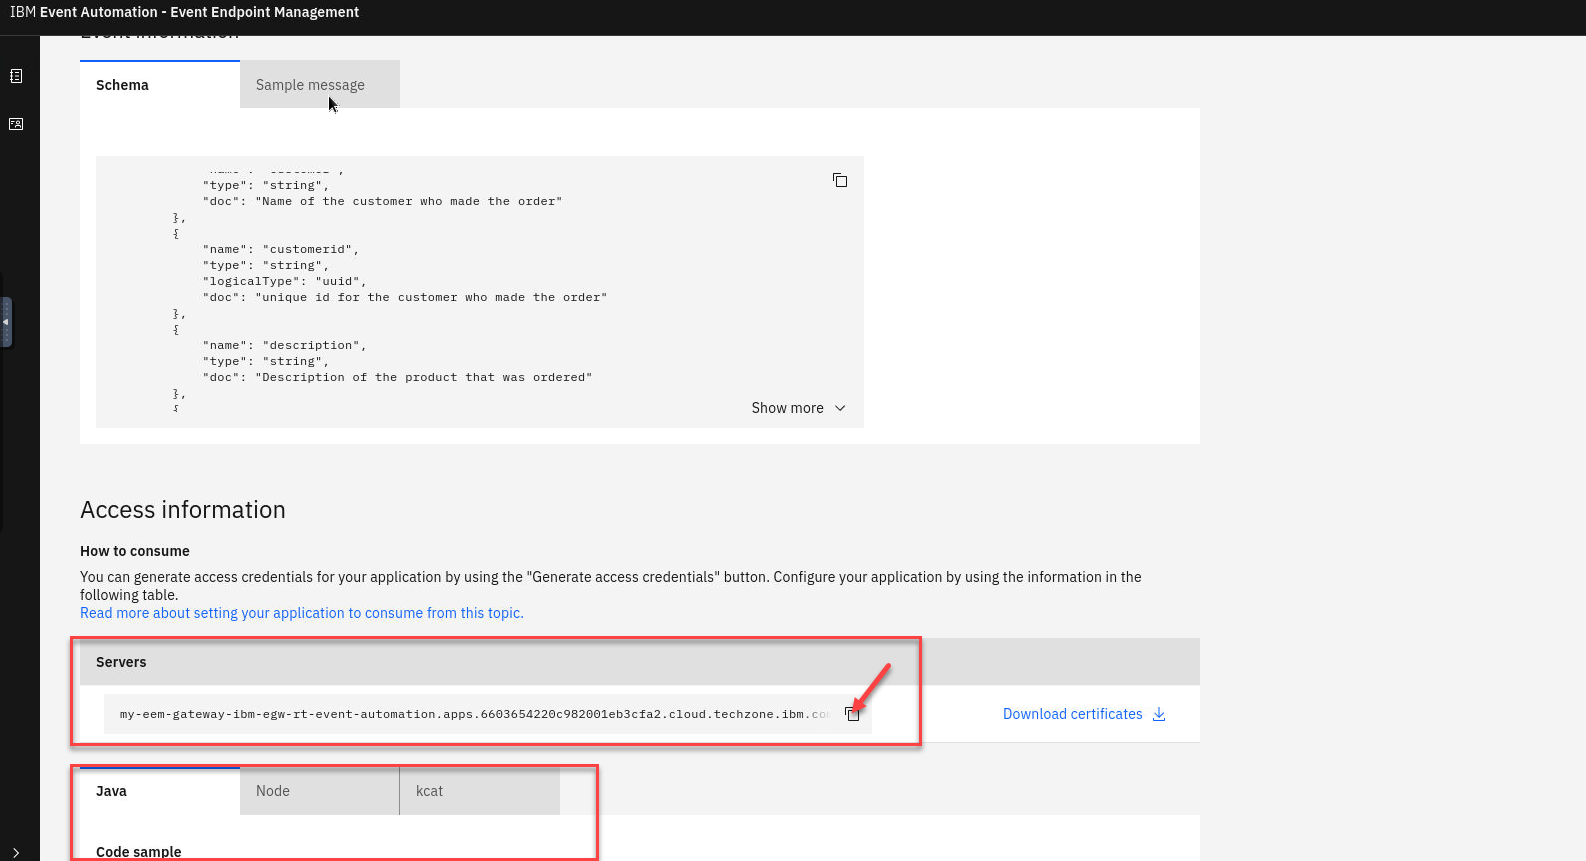 IBM Event Automation - Event Endpoint Management
Event information
Schema
Sample message
"name": "customer",
"type": "string",
"doc": "Name of the customer who made the order"
},
{
"name": "customerid",
"type": "string",
"logicalType": "uuid",
"doc": "unique id for the customer who made the order"
},
{
"name": "description",
"type": "string",
"doc": "Description of the product that was ordered"
},
{
Show more
Access information
How to consume
You can generate access credentials for your application by using the "Generate access credentials" button. Configure your application by using the information in the
following table.
Read more about setting your application to consume from this topic.
Servers
my-eem-gateway-ibm-egw-rt-event-automation.apps.6603654220c982001eb3cfa2.cloud.techzone.ibm.com
Download certificates
Java
Node
kcat
Code sample